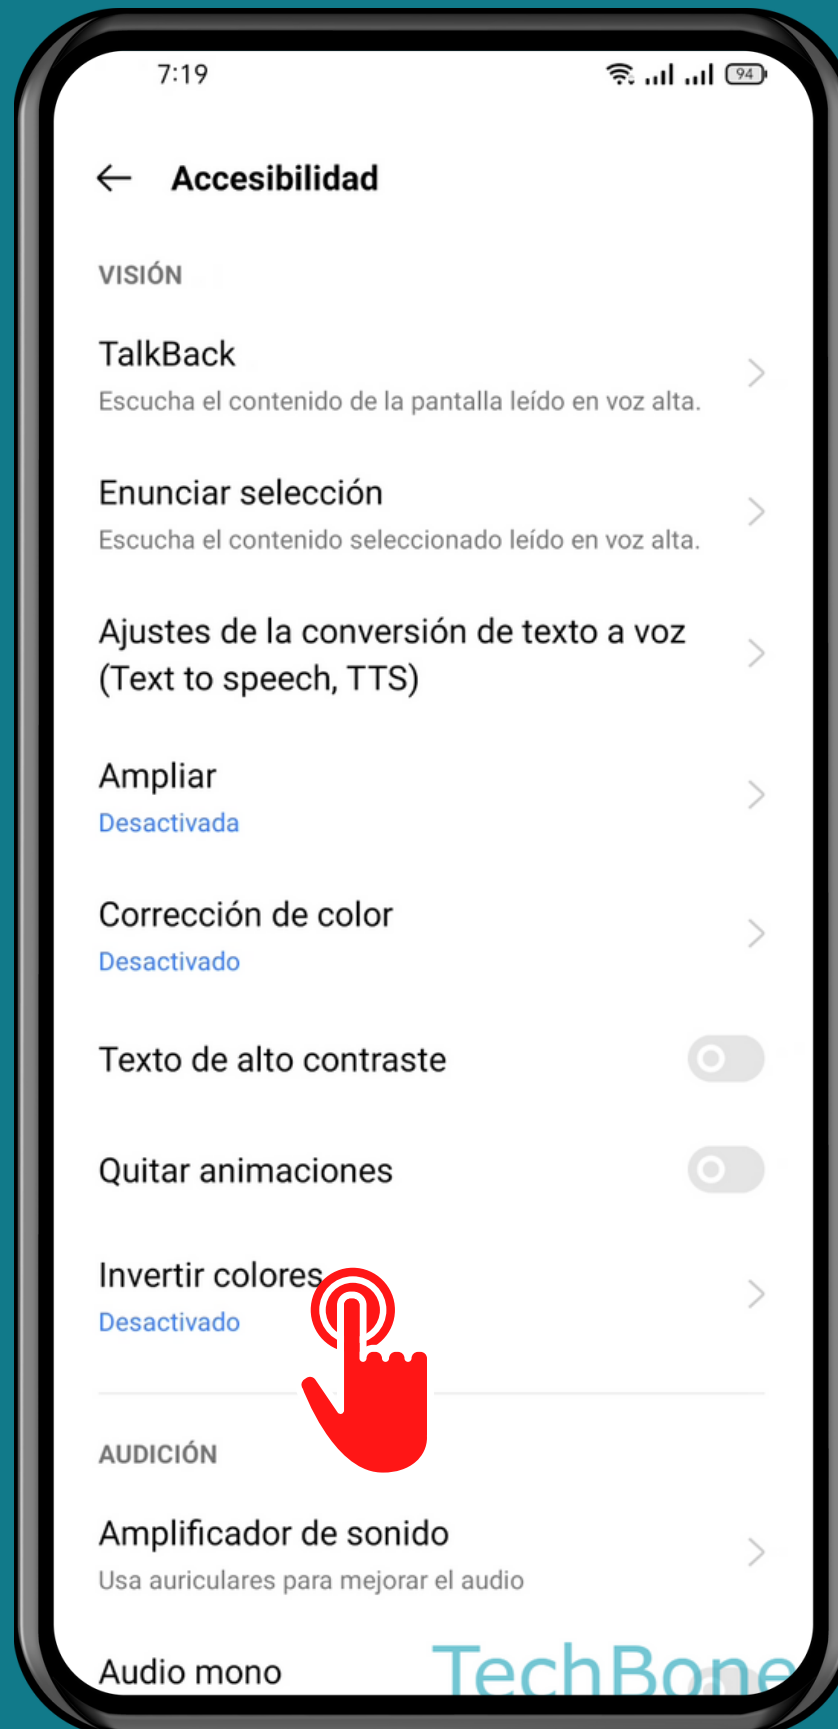 7:19
94
Accesibilidad
VISIÓN
TalkBack
Escucha el contenido de la pantalla leído en voz alta.
Enunciar selección
Escucha el contenido seleccionado leído en voz alta.
Ajustes de la conversión de texto a voz
(Text to speech, TTS)
Ampliar
Desactivada
Corrección de color
Desactivado
Texto de alto contraste
Quitar animaciones
Invertir colores
Desactivado
AUDICIÓN
Amplificador de sonido
Usa auriculares para mejorar el audio
Audio mono
TechBone